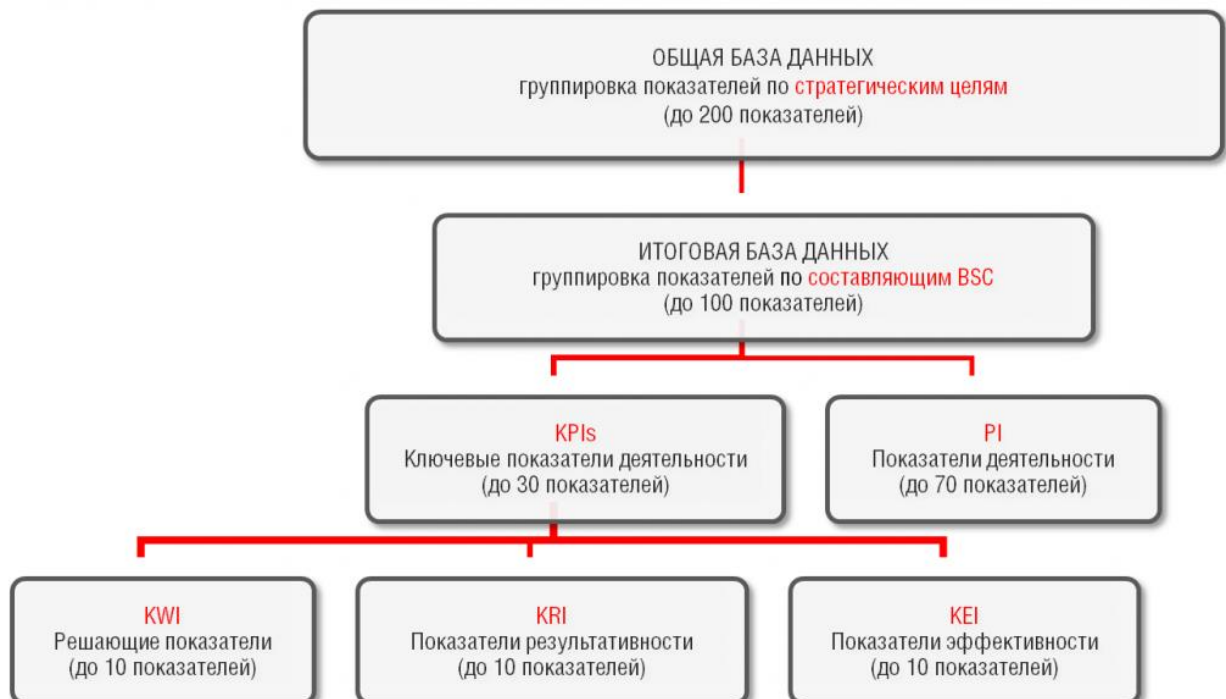 ОБЩАЯ БАЗА ДАННЫХ
группировка показателей по стратегическим целям
(до 200 показателей)
ИТОГОВАЯ БАЗА ДАННЫХ
группировка показателей по составляющим BSC
(до 100 показателей)
KPIs
Ключевые показатели деятельности
(до 30 показателей)
PI
Показатели деятельности
(до 70 показателей)
KWI
Решающие показатели
(до 10 показателей)
KRI
Показатели результативности
(до 10 показателей)
KEI
Показатели эффективности
(до 10 показателей)